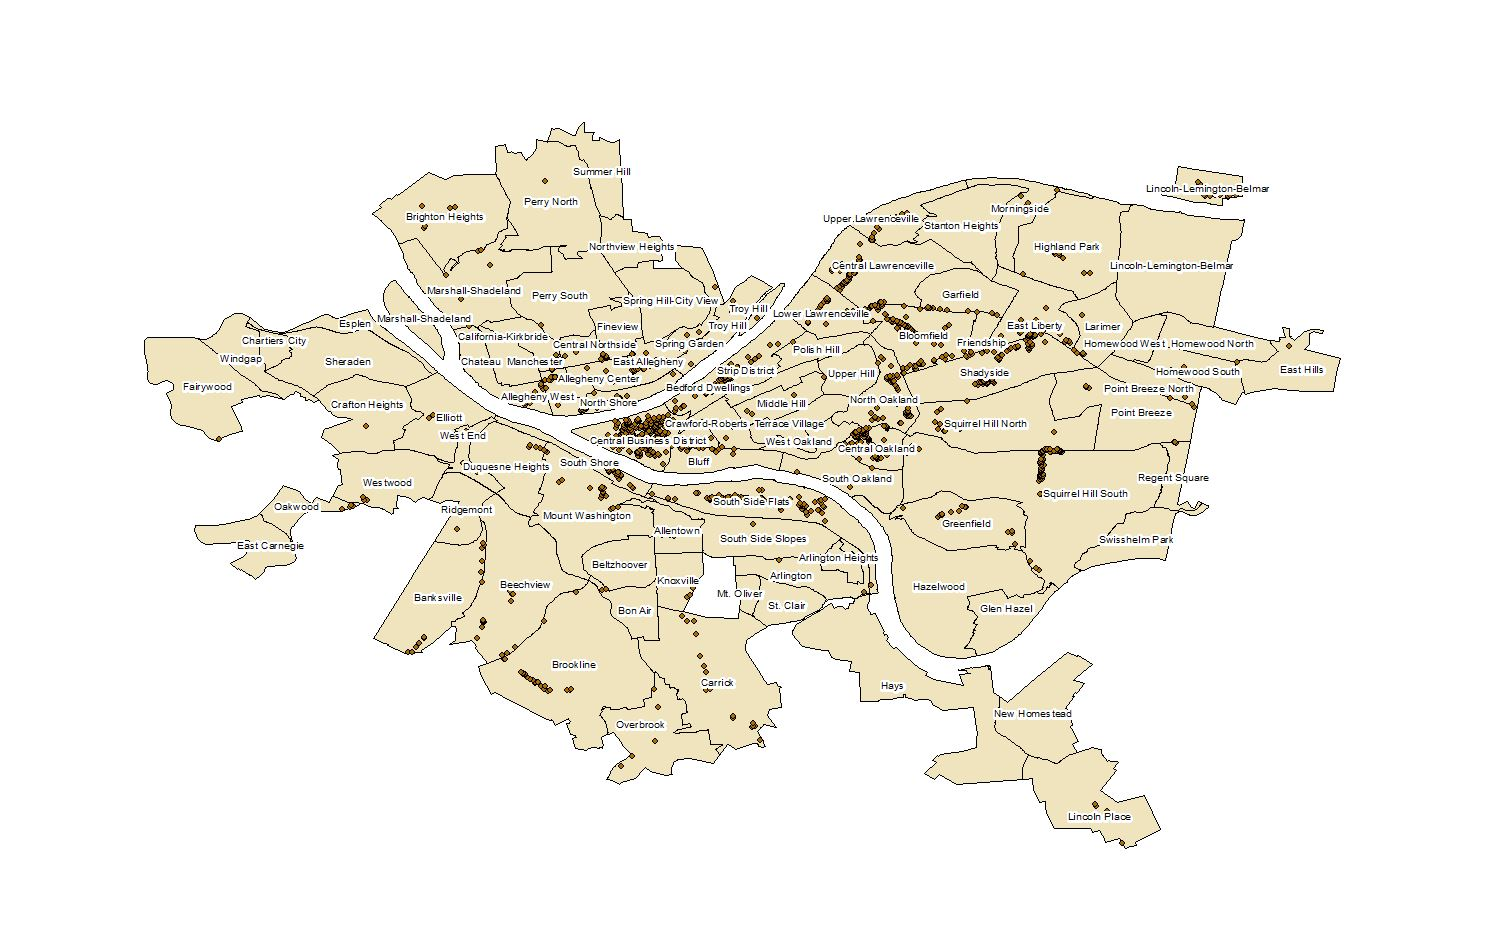 Summer Hill
Lincoln-Lemington-Belmar
Perry North
Brighton Heights
Morningside
Upper Lawrenceville
Stanton Heights
Northview Heights
Highland Park
Central Lawrenceville
Lincoln-Lemington-Belmar
Marshall-Shadeland
Perry South
Spring Hill-City View
Garfield
Troy Hill
Lower Lawrenceville
Marshall-Shadeland
Esplen
Fineview
Troy Hill
East Liberty
Larimer
California-Kirkbride
Bloomfield
Chartiers City
Central Northside
Spring Garden
Friendship
Homewood West
Homewood North
Polish Hill
Windgap
Sheraden
Chateau
Manchester
East Allegheny
Strip District
Upper Hill
Shadyside
Homewood South
East Hills
Allegheny Center
Fairywood
Bedford Dwellings
Point Breeze North
Allegheny West
North Shore
Middle Hill
North Oakland
Crafton Heights
Point Breeze
Elliott
Crawford-Roberts
Terrace Village
Squirrel Hill North
West End
Central Business District
West Oakland
Central Oakland
Duquesne Heights
South Shore
Bluff
South Oakland
Regent Square
Westwood
Squirrel Hill South
South Side Flats
Oakwood
Ridgemont
Mount Washington
Greenfield
Allentown
South Side Slopes
Swisshelm Park
East Carnegie
Arlington Heights
Beltzhoover
Arlington
Knoxville
Beechview
Hazelwood
Banksville
Mt. Oliver
St. Clair
Glen Hazel
Bon Air
Brookline
Carrick
Hays
New Homestead
Overbrook
Lincoln Place